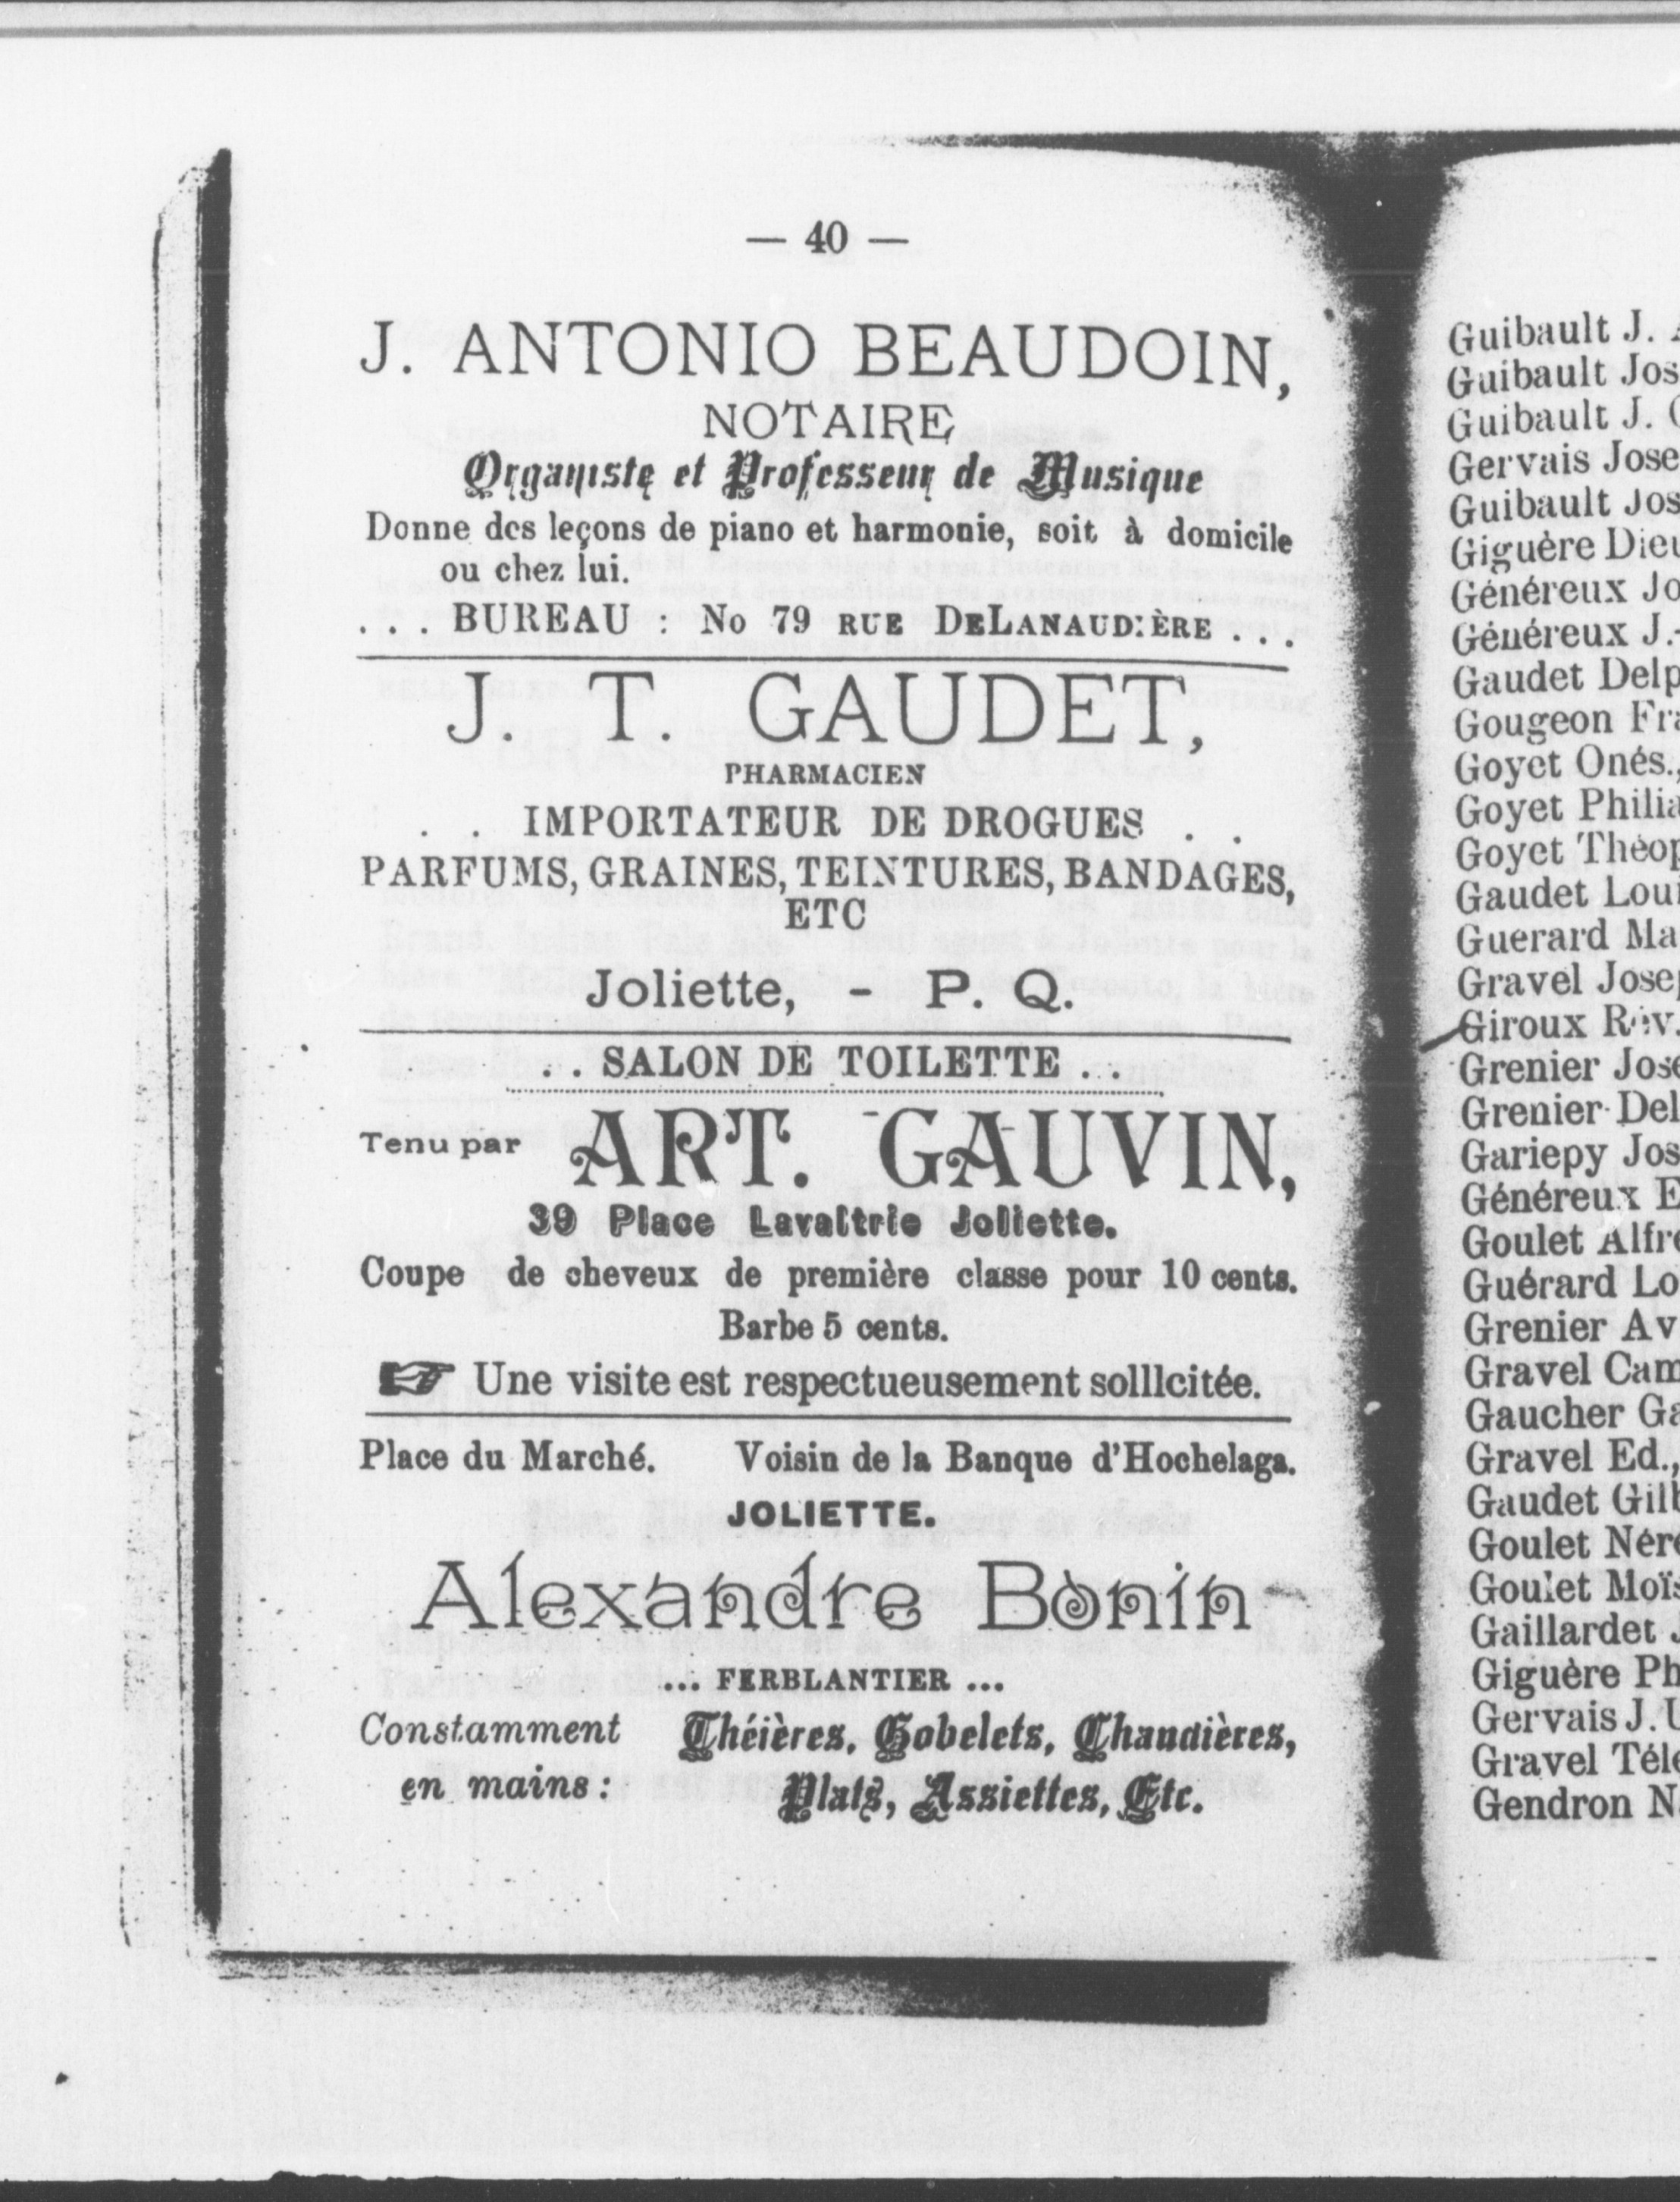 — 40 —
J. ANTONIO BEAUDOIN,
NOTAIRE
Organiste et Professeur de Musique
Donne des leçons de piano et harmonie, soit à domicile
ou chez lui.
. . . BUREAU : No 79 RUE DELANAUDIÈRE . . .
J. T. GAUDET,
PHARMACIEN
. . IMPORTATEUR DE DROGUES . .
PARFUMS, GRAINES, TEINTURES, BANDAGES,
ETC
Joliette, - P. Q.
. . SALON DE TOILETTE . .
Tenu par ART. GAUVIN,
39 Place Lavaltrie Joliette.
Coupe de cheveux de première classe pour 10 cents.
Barbe 5 cents.
☞ Une visite est respectueusement solllcitée.
Place du Marché. Voisin de la Banque d'Hochelaga.
JOLIETTE.
Alexandre Bonin
... FERBLANTIER ...
Constamment Théières, Gobelets, Chaudières,
en mains : Plats, Assiettes, Etc.
Guibault J.
Guibault Jos
Guibault J.
Gervais Jose
Guibault Jos
Giguère Dieu
Généreux Jo
Généreux J.-
Gaudet Delp
Gougeon Fra
Goyet Onés.,
Goyet Philia
Goyet Théop
Gaudet Loui
Guerard Ma
Gravel Josep
Giroux Rév.
Grenier Jose
Grenier Del
Gariepy Jos
Généreux E
Goulet Alfre
Guérard Lo
Grenier Av
Gravel Cam
Gaucher Ga
Gravel Ed.,
Gaudet Gilb
Goulet Nére
Goulet Moïs
Gaillardet J
Giguère Ph
Gervais J. U
Gravel Téle
Gendron N